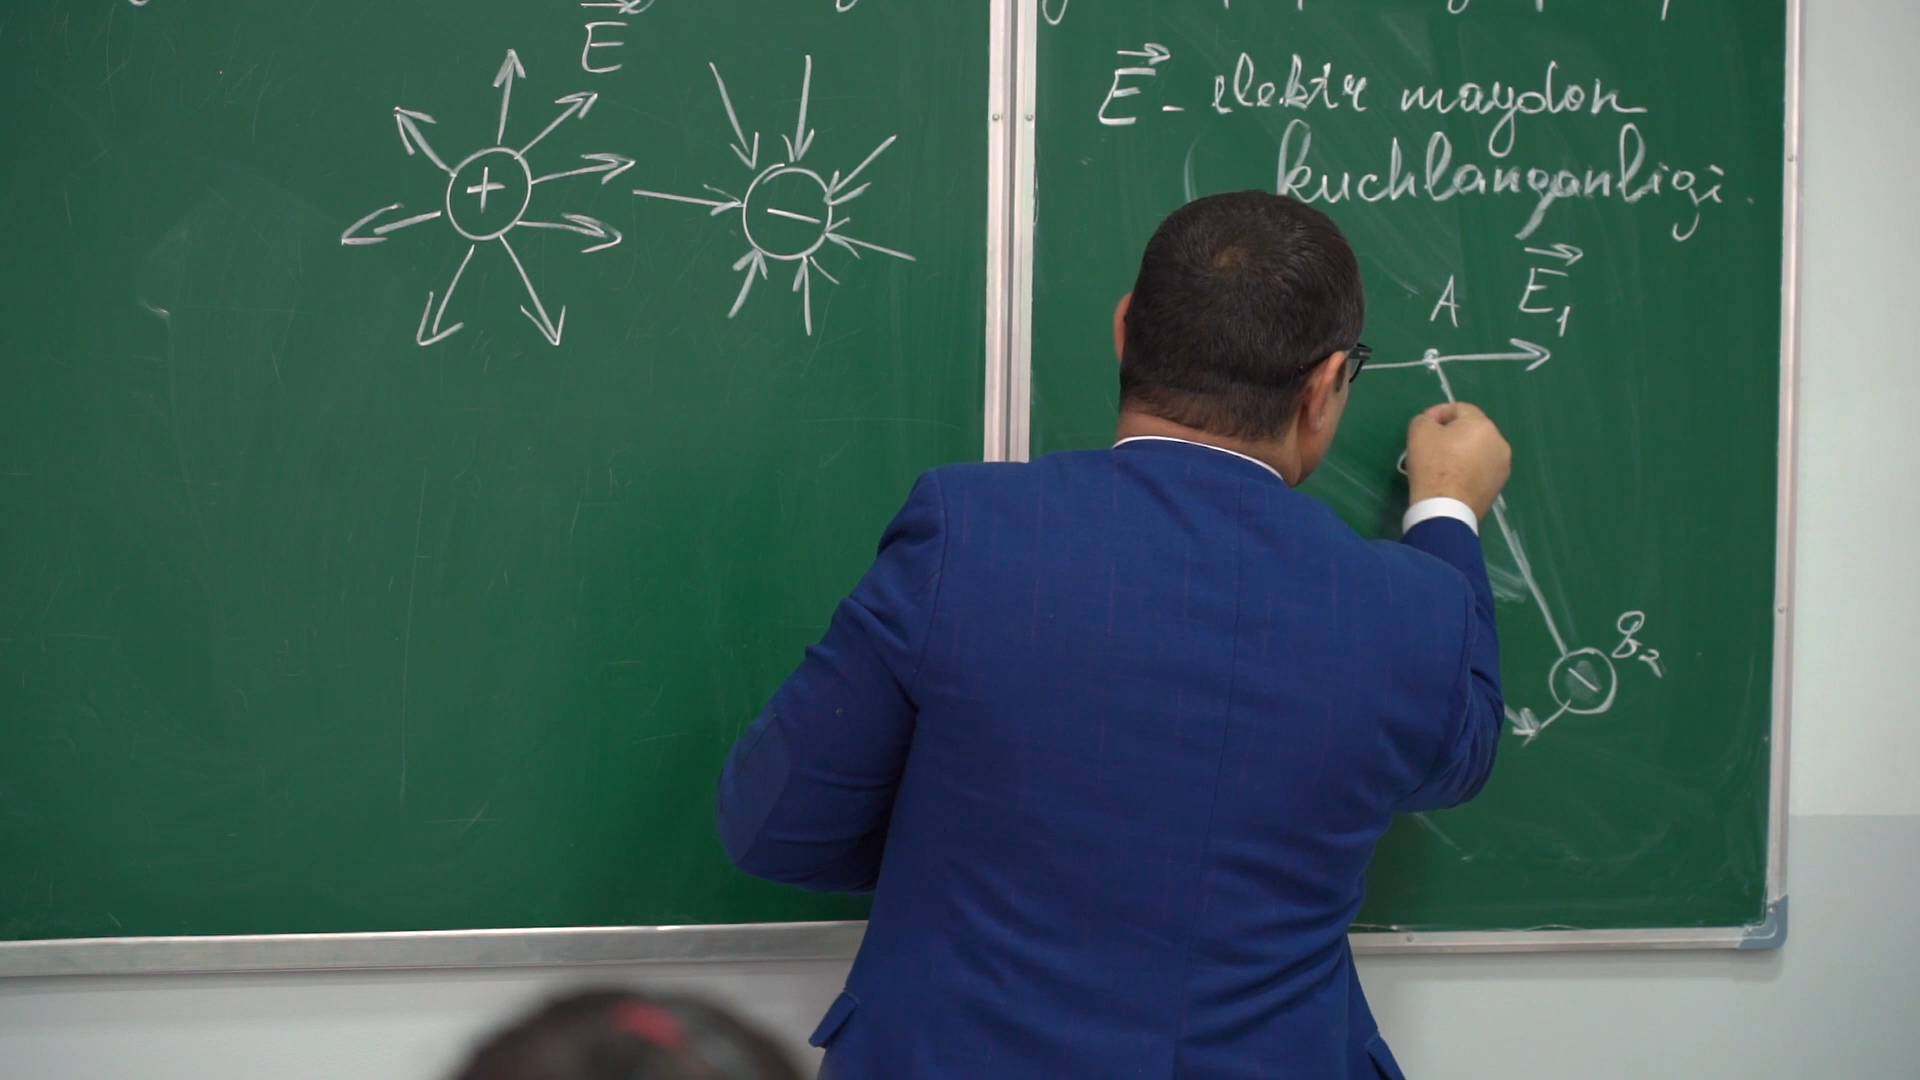 E
+
−
E - elektr maydon
kuchlanganligi.
A
E₁
q₂
−